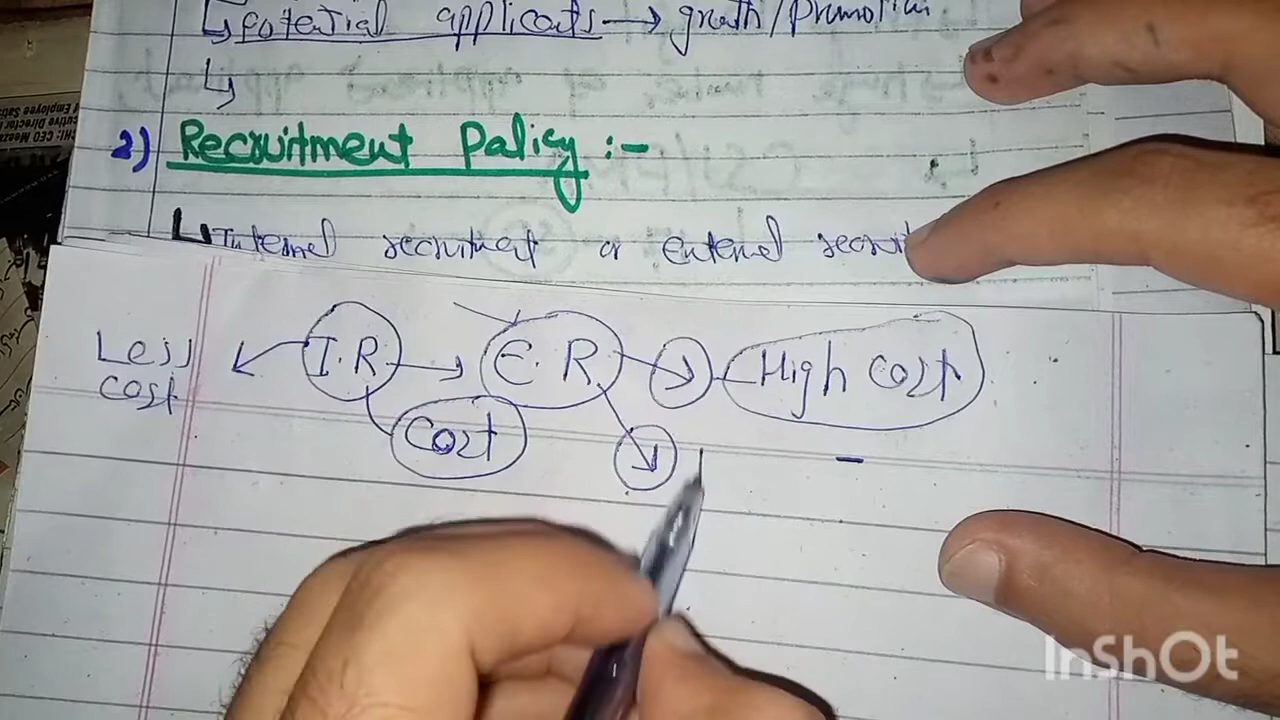 ↳ potential applicants → growth/promotion
↳
2) Recruitment Policy :-
↳ Internal recruitment or external recruit
Less cost ← I.R → E.R → High Cost
Cost
InShOt